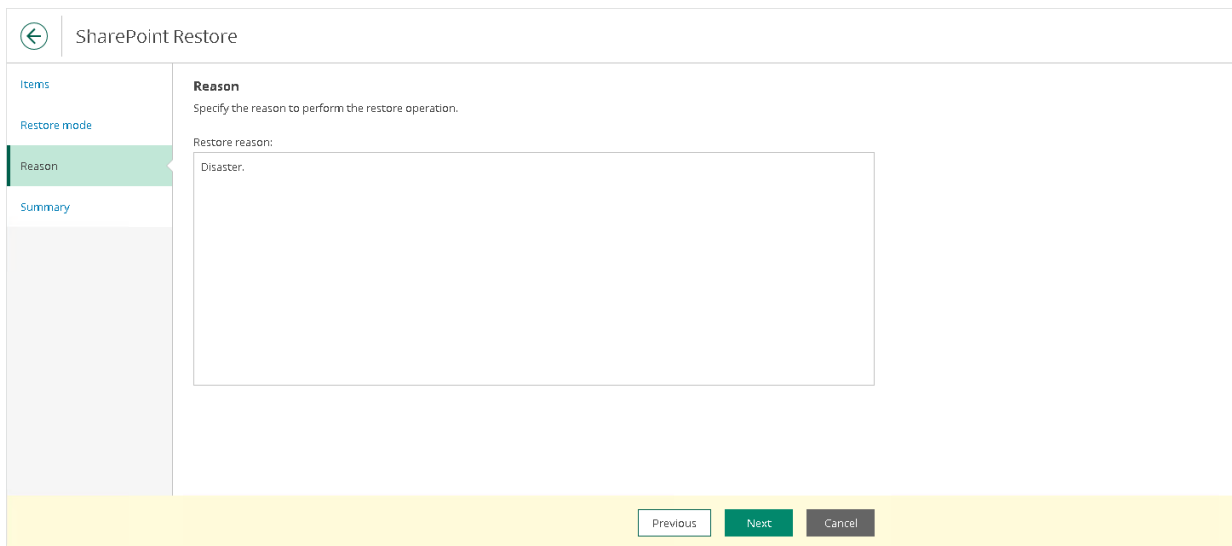 SharePoint Restore
Items
Restore mode
Reason
Summary
Reason
Specify the reason to perform the restore operation.
Restore reason:
Disaster.
Previous Next Cancel